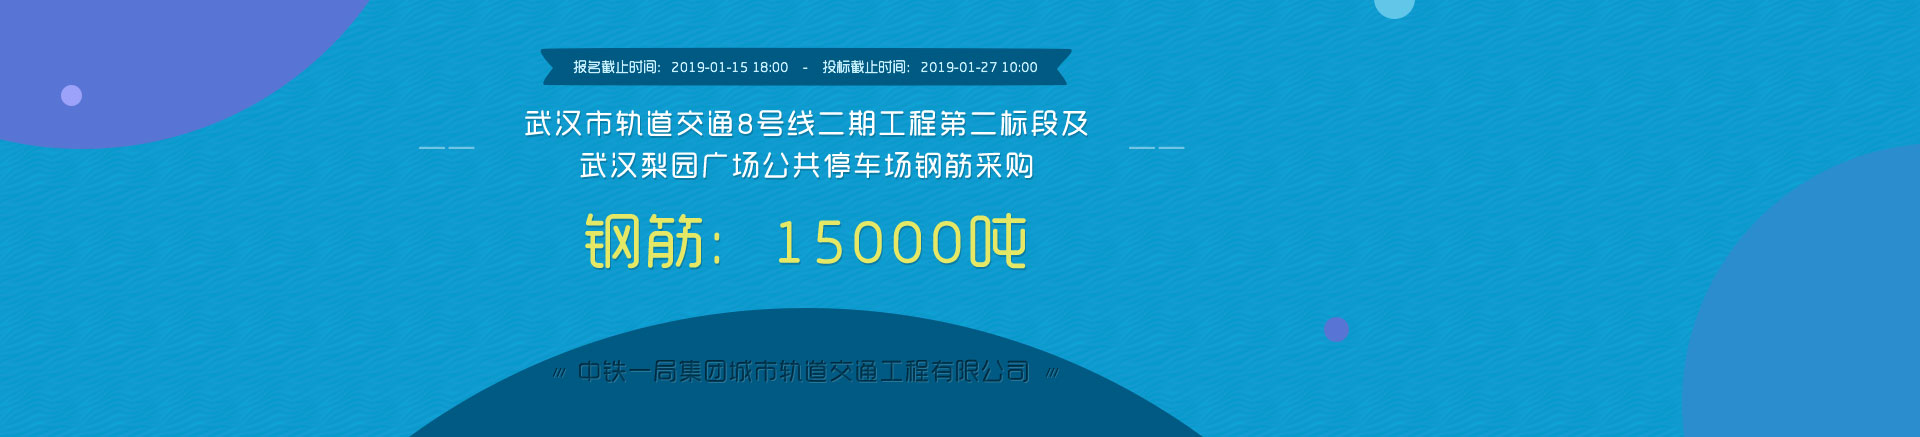 报名截止时间：2019-01-15 18:00 - 投标截止时间：2019-01-27 10:00
武汉市轨道交通8号线二期工程第二标段及
武汉梨园广场公共停车场钢筋采购
钢筋：15000吨
〃 中铁一局集团城市轨道交通工程有限公司 〃